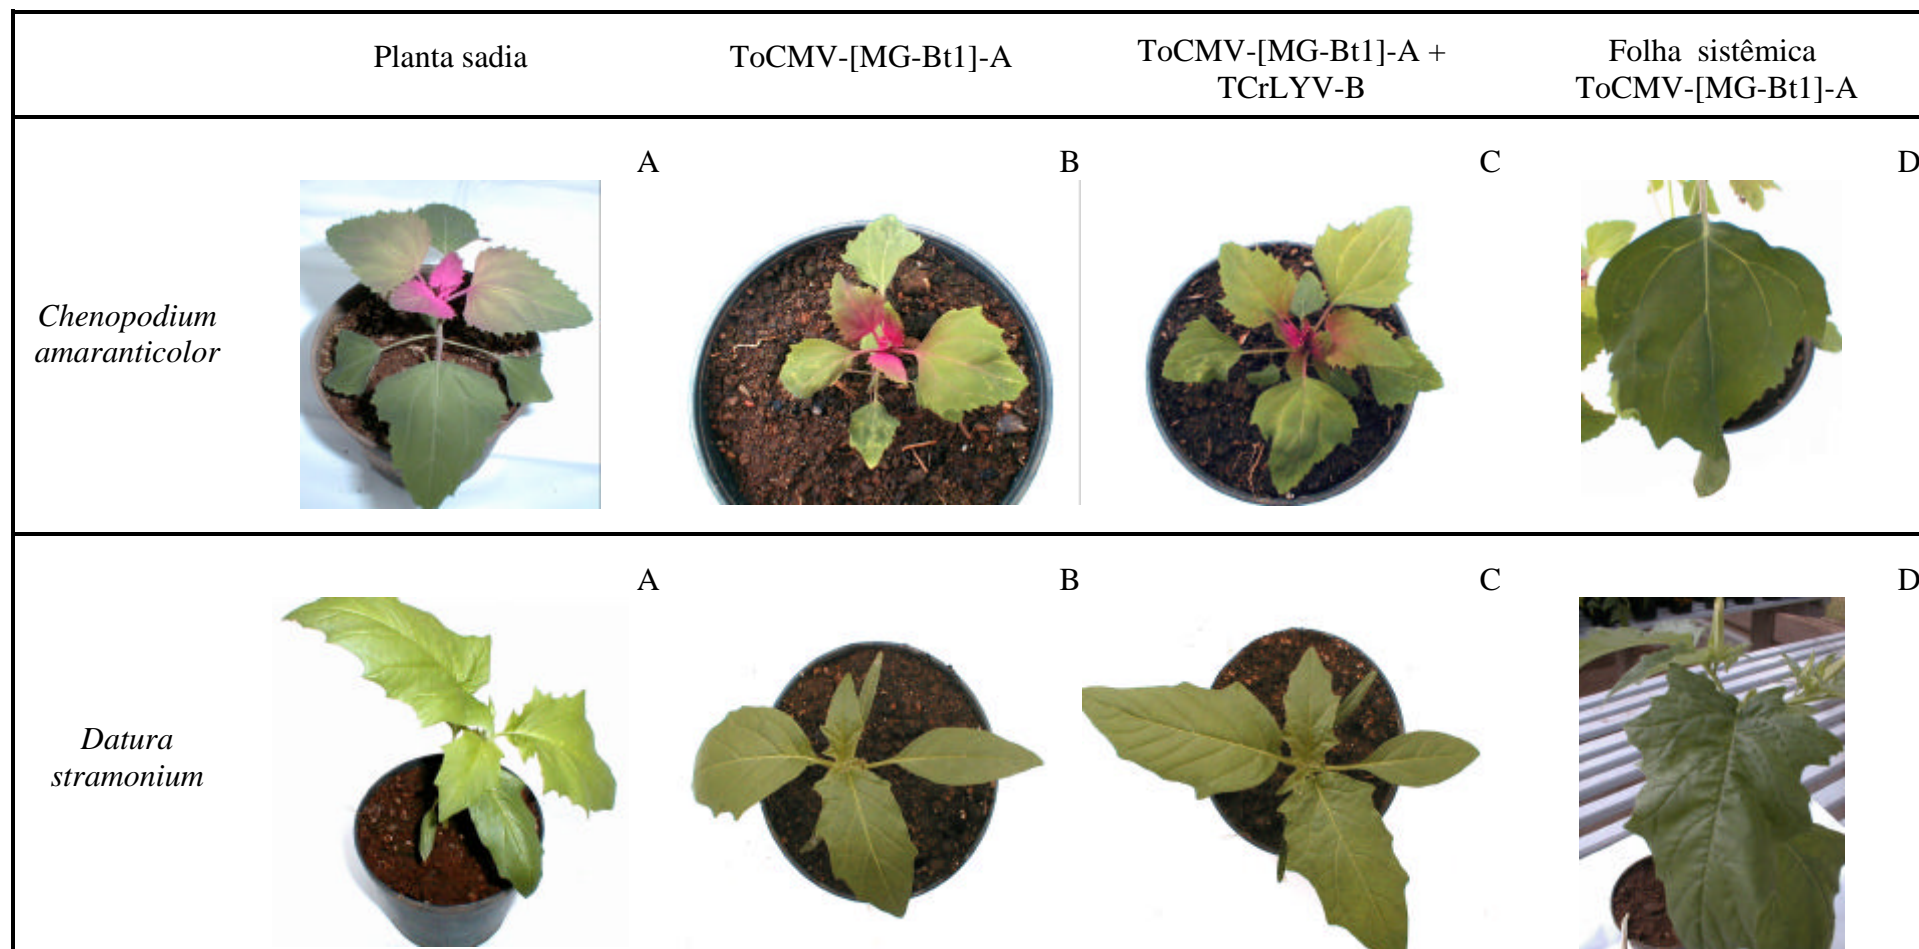 Planta sadia
ToCMV-[MG-Bt1]-A
ToCMV-[MG-Bt1]-A +
TCrLYV-B
Folha sistêmica
ToCMV-[MG-Bt1]-A
A
B
C
D
Chenopodium
amaranticolor
A
B
C
D
Datura
stramonium